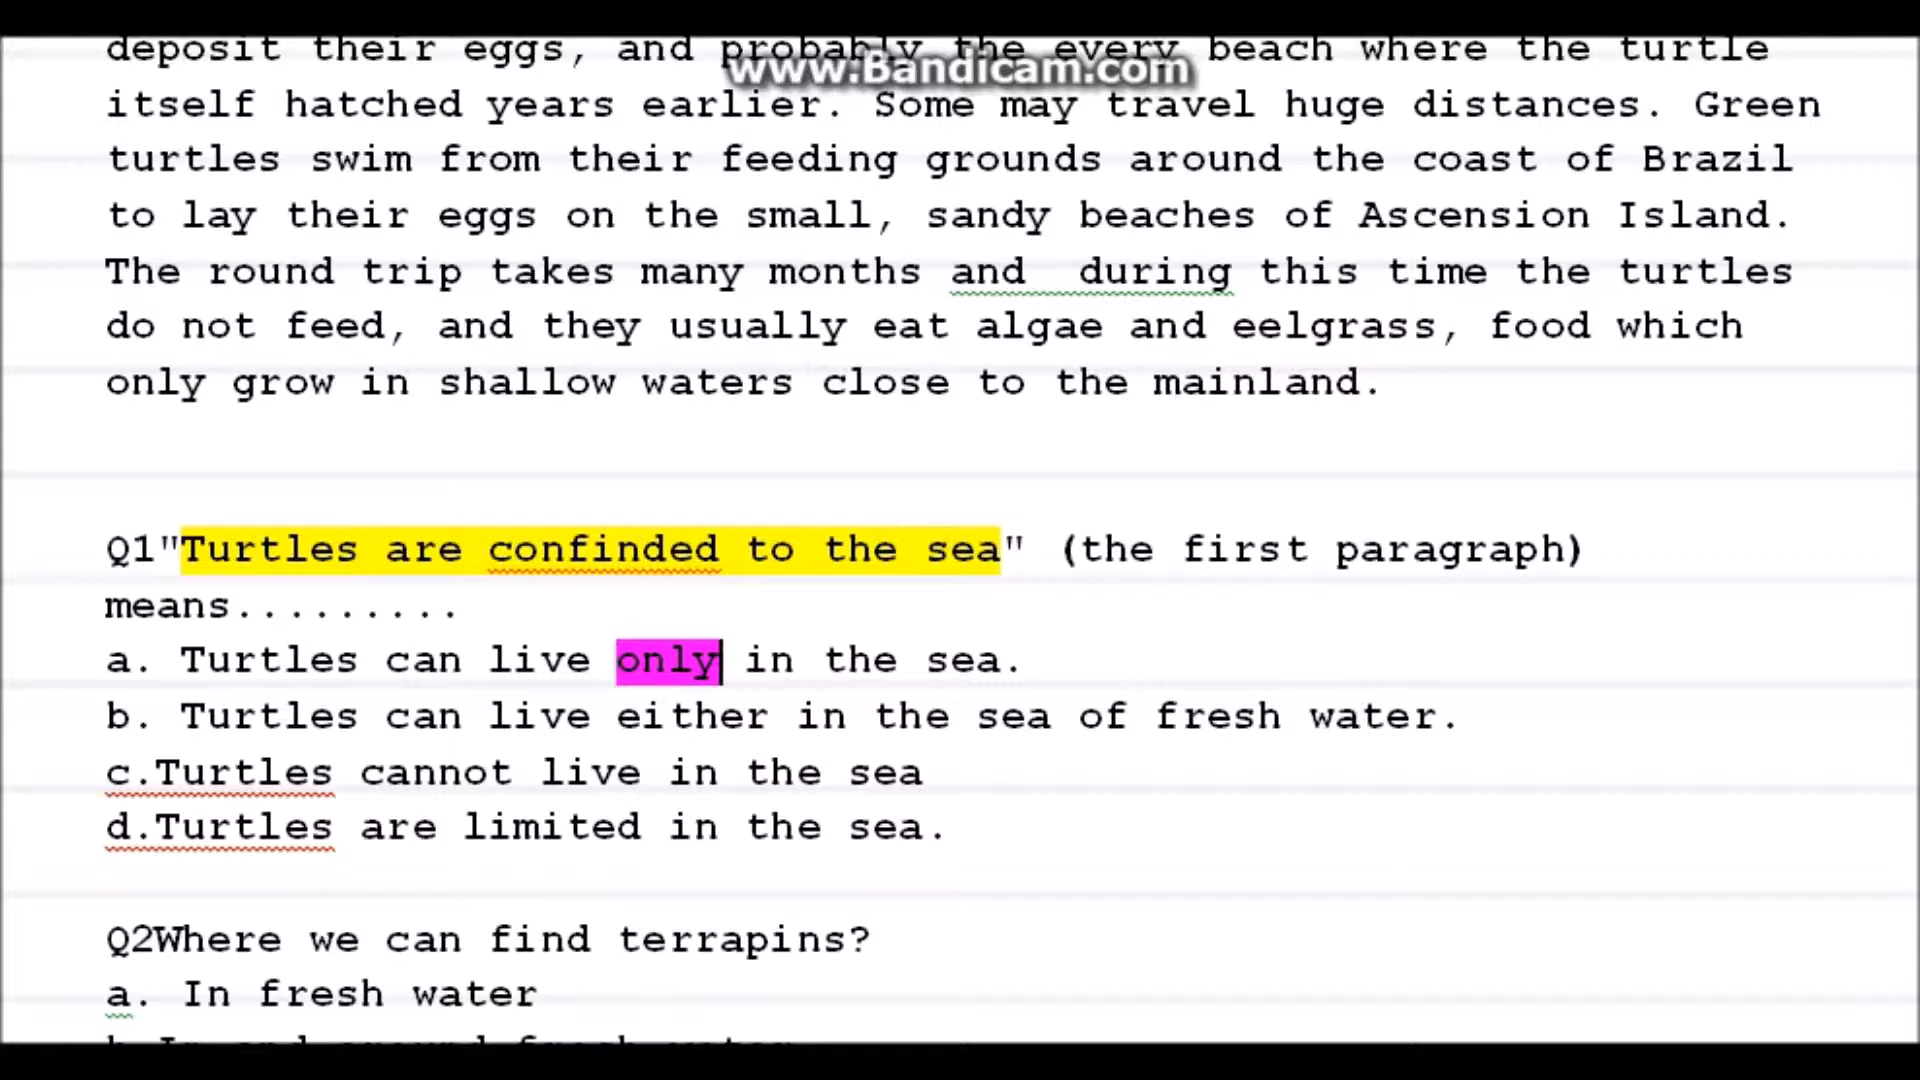 deposit their eggs, and probably the every beach where the turtle
www.Bandicam.com
itself hatched years earlier. Some may travel huge distances. Green
turtles swim from their feeding grounds around the coast of Brazil
to lay their eggs on the small, sandy beaches of Ascension Island.
The round trip takes many months and  during this time the turtles
do not feed, and they usually eat algae and eelgrass, food which
only grow in shallow waters close to the mainland.
Q1"Turtles are confinded to the sea" (the first paragraph)
means.........
a. Turtles can live only in the sea.
b. Turtles can live either in the sea of fresh water.
c.Turtles cannot live in the sea
d.Turtles are limited in the sea.
Q2Where we can find terrapins?
a. In fresh water
b.In and around fresh water